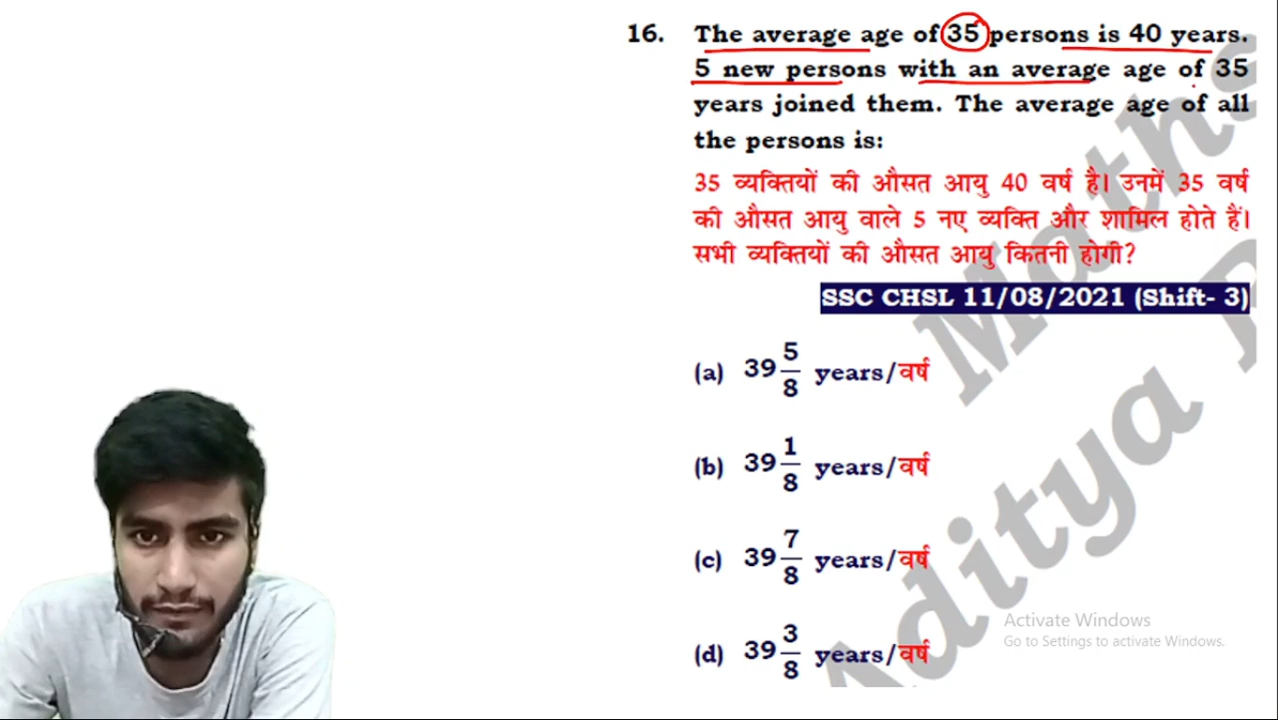 16. The average age of 35 persons is 40 years.
5 new persons with an average age of 35
years joined them. The average age of all
the persons is:
35 व्यक्तियों की औसत आयु 40 वर्ष है। उनमें 35 वर्ष
की औसत आयु वाले 5 नए व्यक्ति और शामिल होते हैं।
सभी व्यक्तियों की औसत आयु कितनी होगी?
SSC CHSL 11/08/2021 (Shift- 3)
(a) 39 5/8 years/वर्ष
(b) 39 1/8 years/वर्ष
(c) 39 7/8 years/वर्ष
(d) 39 3/8 years/वर्ष
Maths
Aditya
Activate Windows
Go to Settings to activate Windows.